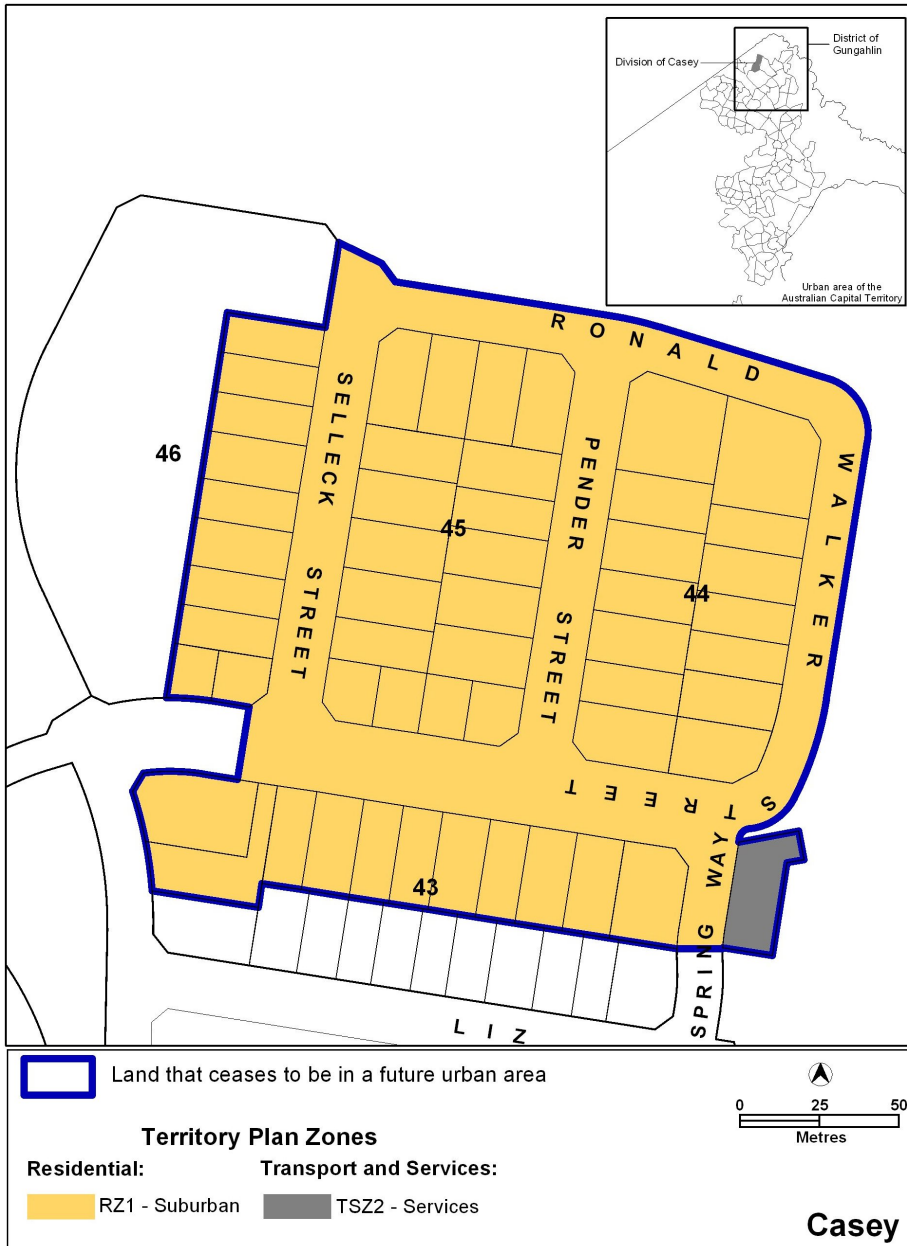 District of
Gungahlin
Division of Casey
Urban area of the
Australian Capital Territory
RONALD
WALKER
STREET
SELLECK
STREET
PENDER
STREET
46
45
44
43
SPRING WAY
LIZ
Land that ceases to be in a future urban area
0 25 50
Metres
Territory Plan Zones
Residential:
Transport and Services:
RZ1 - Suburban
TSZ2 - Services
Casey